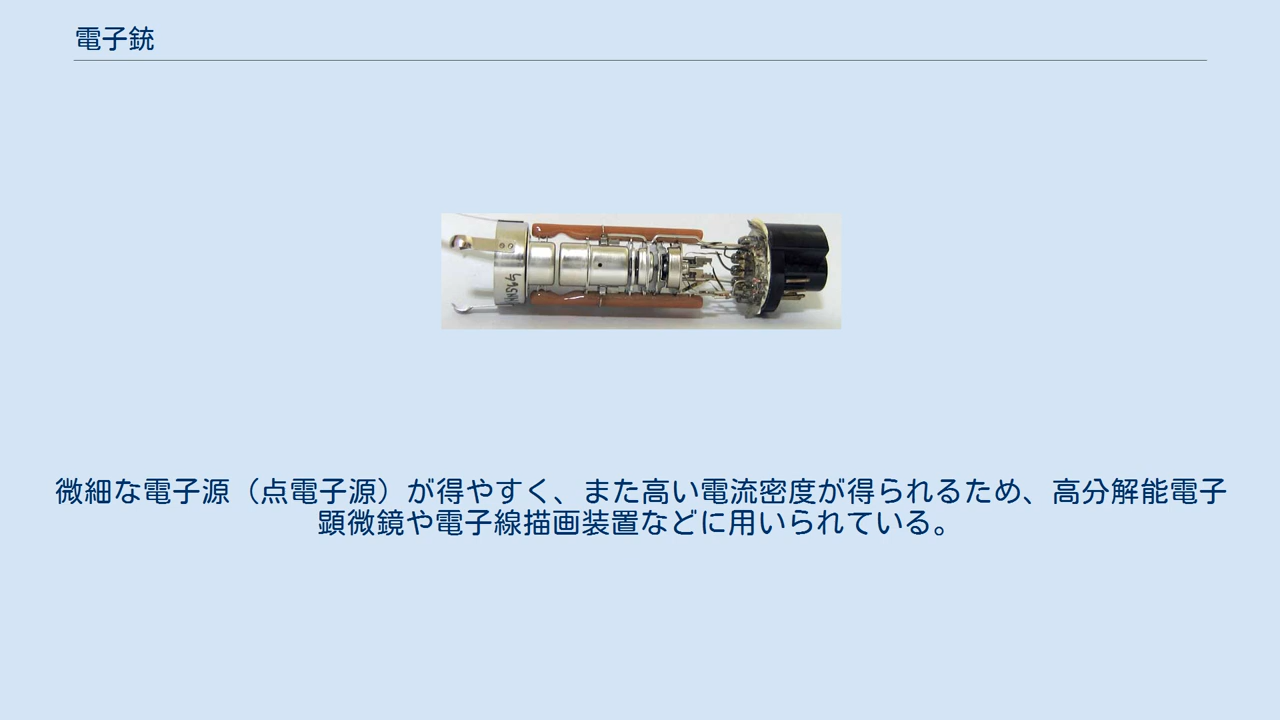 電子銃
微細な電子源（点電子源）が得やすく、また高い電流密度が得られるため、高分解能電子
顕微鏡や電子線描画装置などに用いられている。